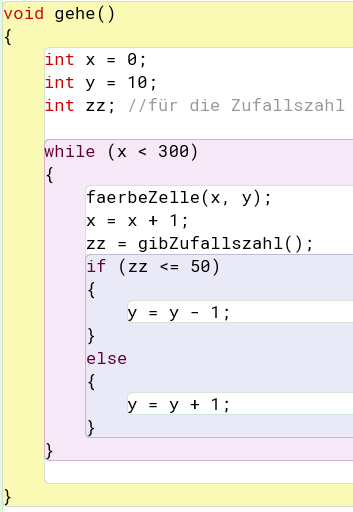 void gehe()
{
int x = 0;
int y = 10;
int zz; //für die Zufallszahl
while (x < 300)
{
faerbeZelle(x, y);
x = x + 1;
zz = gibZufallszahl();
if (zz <= 50)
{
y = y - 1;
}
else
{
y = y + 1;
}
}
}